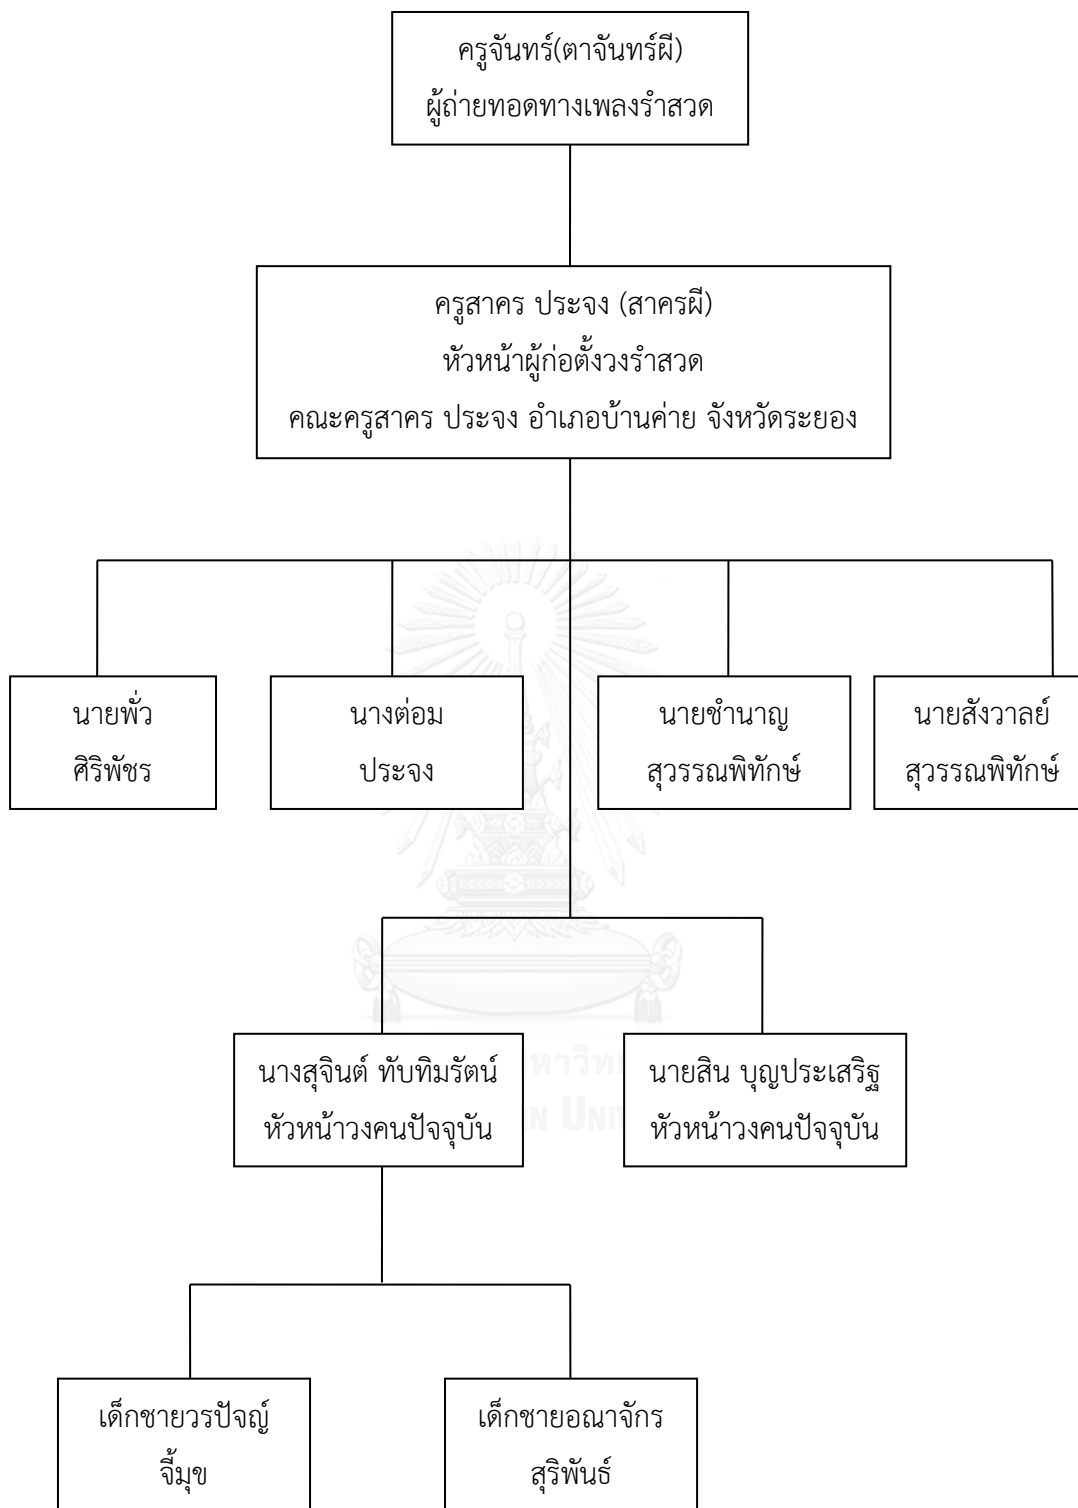 ครูจันทร์(ตาจันทร์ผี)
ผู้ถ่ายทอดทางเพลงรำสวด
ครูสาคร ประจง (สาครผี)
หัวหน้าผู้ก่อตั้งวงรำสวด
คณะครูสาคร ประจง อำเภอบ้านค่าย จังหวัดระยอง
นายพั่ว
ศิริพัชร
นางต่อม
ประจง
นายชำนาญ
สุวรรณพิทักษ์
นายสังวาลย์
สุวรรณพิทักษ์
นางสุจินต์ ทับทิมรัตน์
หัวหน้าวงคนปัจจุบัน
นายสิน บุญประเสริฐ
หัวหน้าวงคนปัจจุบัน
เด็กชายวรปัจญ์
จี้มุข
เด็กชายอณาจักร
สุริพันธ์